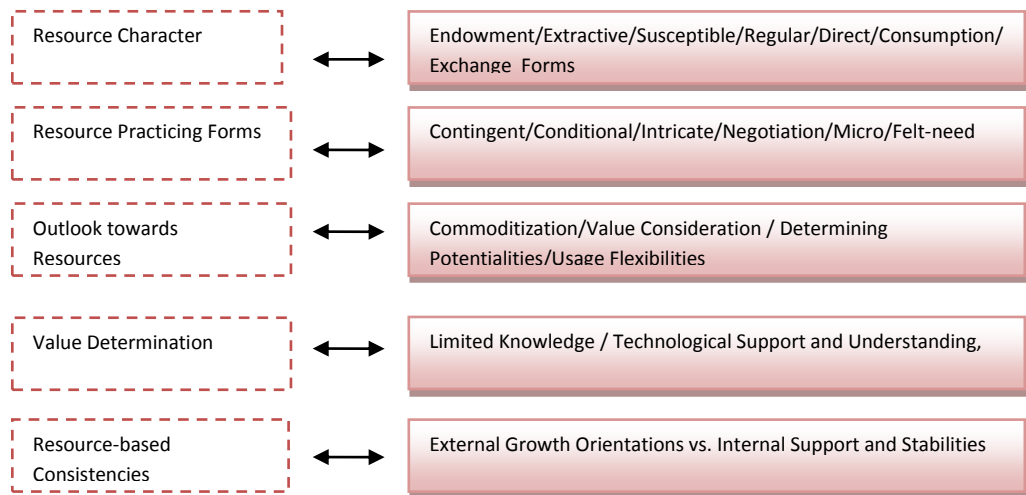 Resource Character
Endowment/Extractive/Susceptible/Regular/Direct/Consumption/
Exchange Forms
Resource Practicing Forms
Contingent/Conditional/Intricate/Negotiation/Micro/Felt-need
Outlook towards
Resources
Commoditization/Value Consideration / Determining
Potentialities/Usage Flexibilities
Value Determination
Limited Knowledge / Technological Support and Understanding,
Resource-based
Consistencies
External Growth Orientations vs. Internal Support and Stabilities